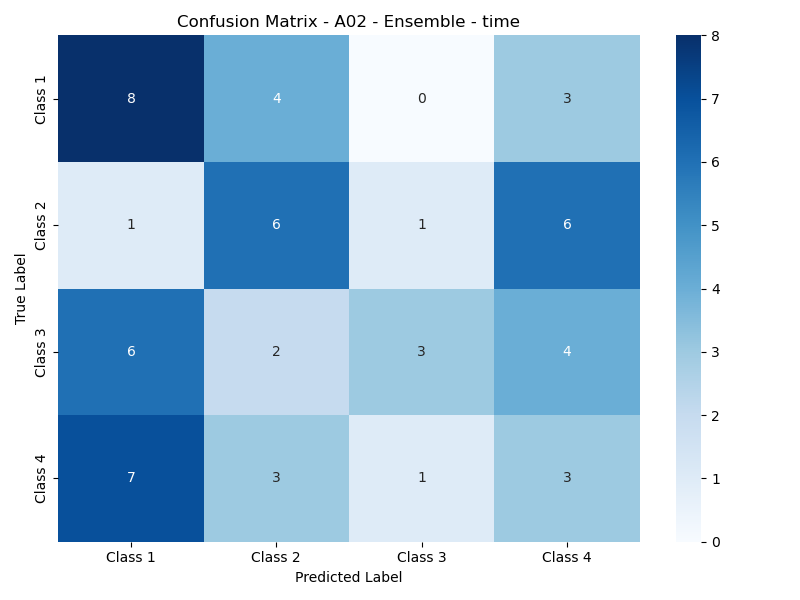 Confusion Matrix - A02 - Ensemble - time
True Label
Class 1
8 4 0 3
Class 2
1 6 1 6
Class 3
6 2 3 4
Class 4
7 3 1 3
Class 1 Class 2 Class 3 Class 4
Predicted Label
8
7
6
5
4
3
2
1
0